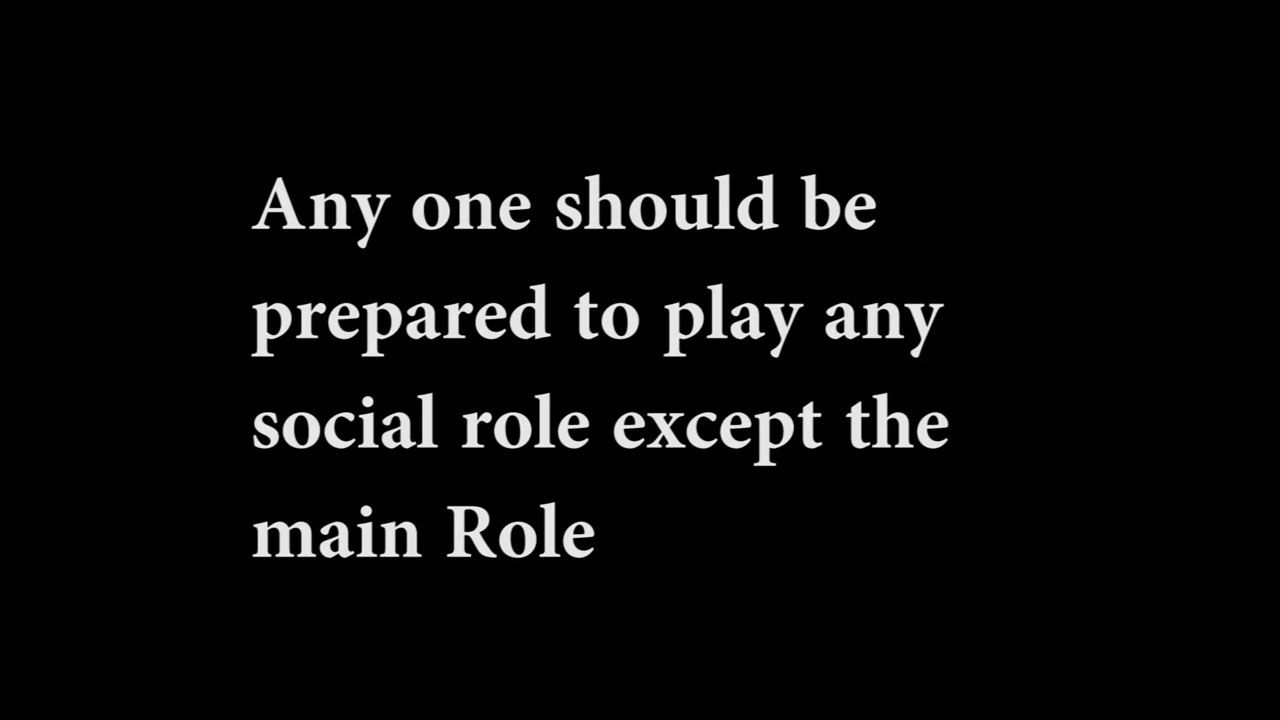 Any one should be
prepared to play any
social role except the
main Role